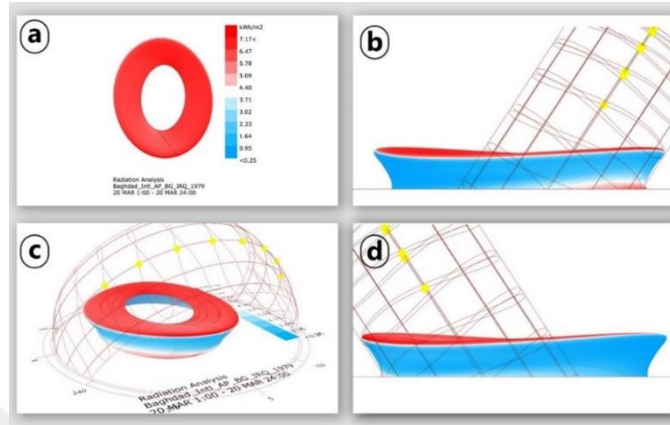 a
kWh/m2
7.17<
6.47
5.78
5.09
4.40
3.71
3.02
2.33
1.64
0.95
<0.25
Radiation Analysis
Baghdad_Intl_AP_BG_IRQ_1979
20 MAR 1:00 - 20 MAR 24:00
b
c
240
Radiation Analysis
Baghdad_Intl_AP_BG_IRQ_1979
20 MAR 1:00 - 20 MAR 24:00
d